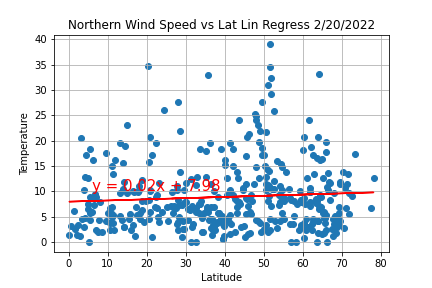 Northern Wind Speed vs Lat Lin Regress 2/20/2022
40
35
30
25
20
15
10
5
0
Temperature
y = 0.02x + 7.98
0 10 20 30 40 50 60 70 80
Latitude